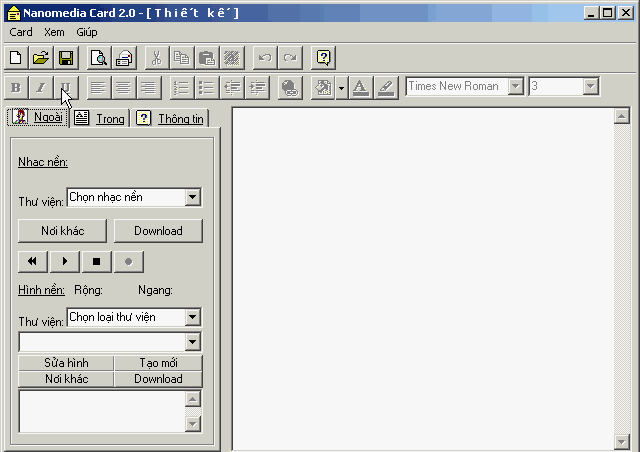 Nanomedia Card 2.0 - [Thiết kế]
Card Xem Giúp
B I U Times New Roman 3
Ngoài Trong Thông tin
Nhạc nền:
Thư viện: Chọn nhạc nền
Nơi khác Download
Hình nền: Rộng: Ngang:
Thư viện: Chọn loại thư viện
Sửa hình Tạo mới
Nơi khác Download